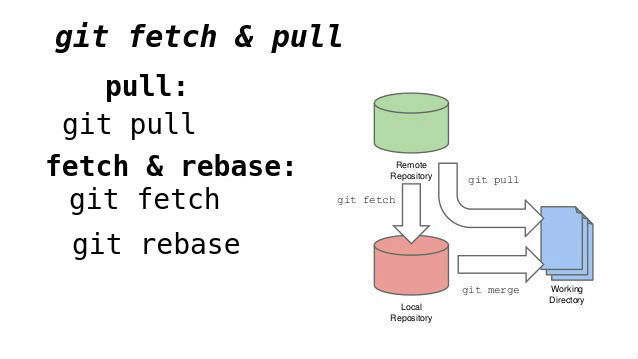 git fetch & pull
pull:
git pull
fetch & rebase:
git fetch
git rebase
Remote
Repository
git pull
git fetch
git merge
Working
Directory
Local
Repository